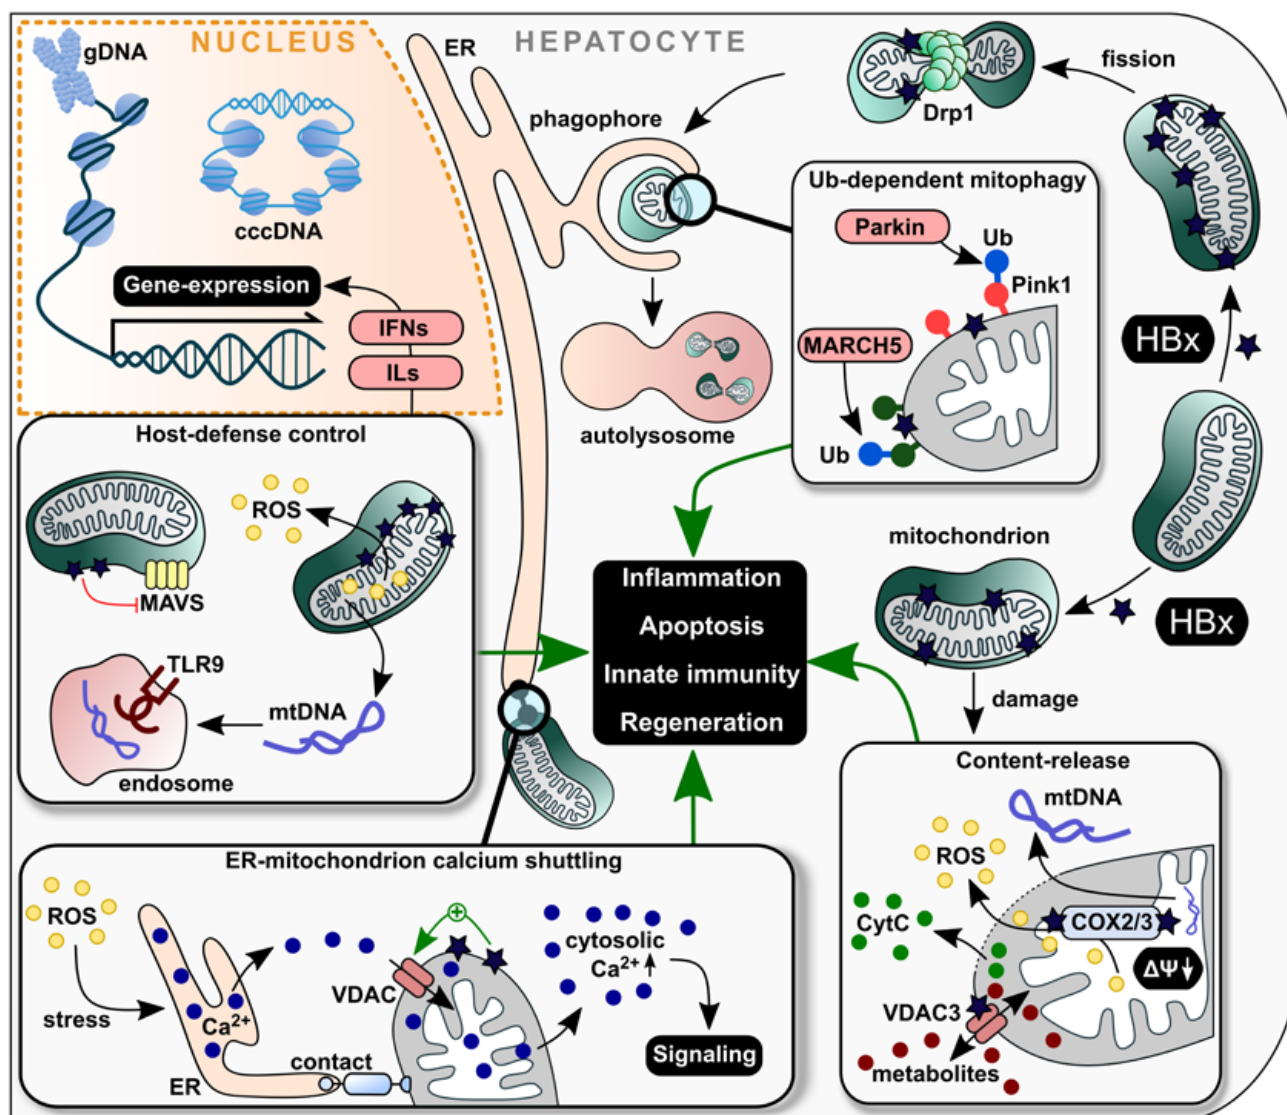 NUCLEUS
gDNA
cccDNA
Gene-expression
IFNs
ILs
ER
HEPATOCYTE
phagophore
autolysosome
Drp1
fission
HBx
Ub-dependent mitophagy
Parkin
Ub
Pink1
MARCH5
Ub
mitochondrion
HBx
damage
Host-defense control
ROS
MAVS
TLR9
mtDNA
endosome
Inflammation
Apoptosis
Innate immunity
Regeneration
Content-release
mtDNA
ROS
CytC
COX2/3
ΔΨ
VDAC3
metabolites
ER-mitochondrion calcium shuttling
ROS
stress
Ca²⁺
ER
contact
VDAC
+
cytosolic
Ca²⁺
Signaling